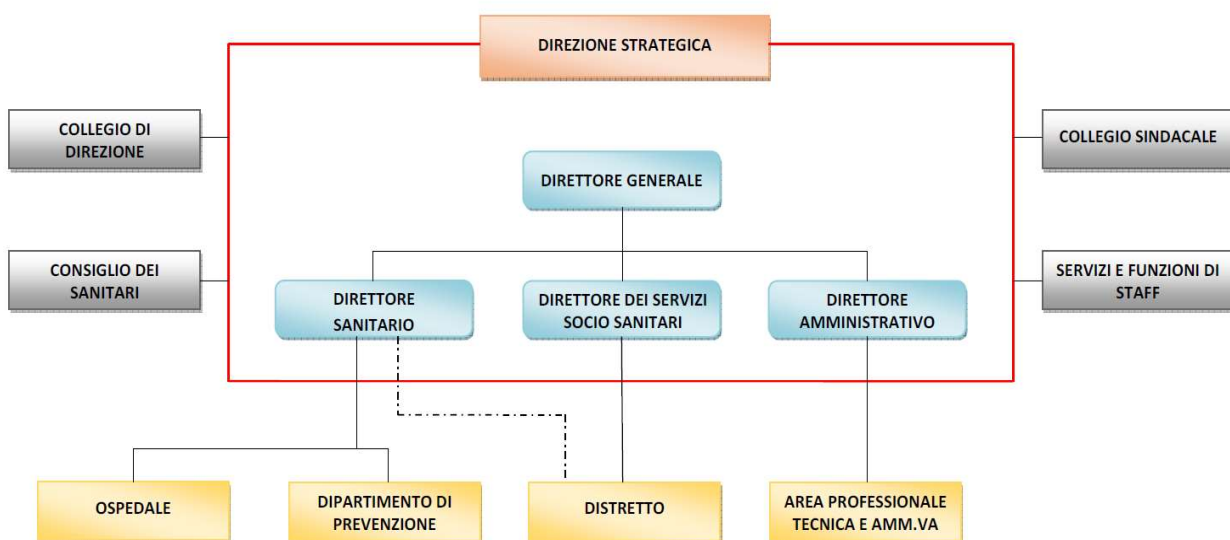 DIREZIONE STRATEGICA
COLLEGIO DI
DIREZIONE
COLLEGIO SINDACALE
DIRETTORE GENERALE
CONSIGLIO DEI
SANITARI
SERVIZI E FUNZIONI DI
STAFF
DIRETTORE
SANITARIO
DIRETTORE DEI SERVIZI
SOCIO SANITARI
DIRETTORE
AMMINISTRATIVO
OSPEDALE
DIPARTIMENTO DI
PREVENZIONE
DISTRETTO
AREA PROFESSIONALE
TECNICA E AMM.VA